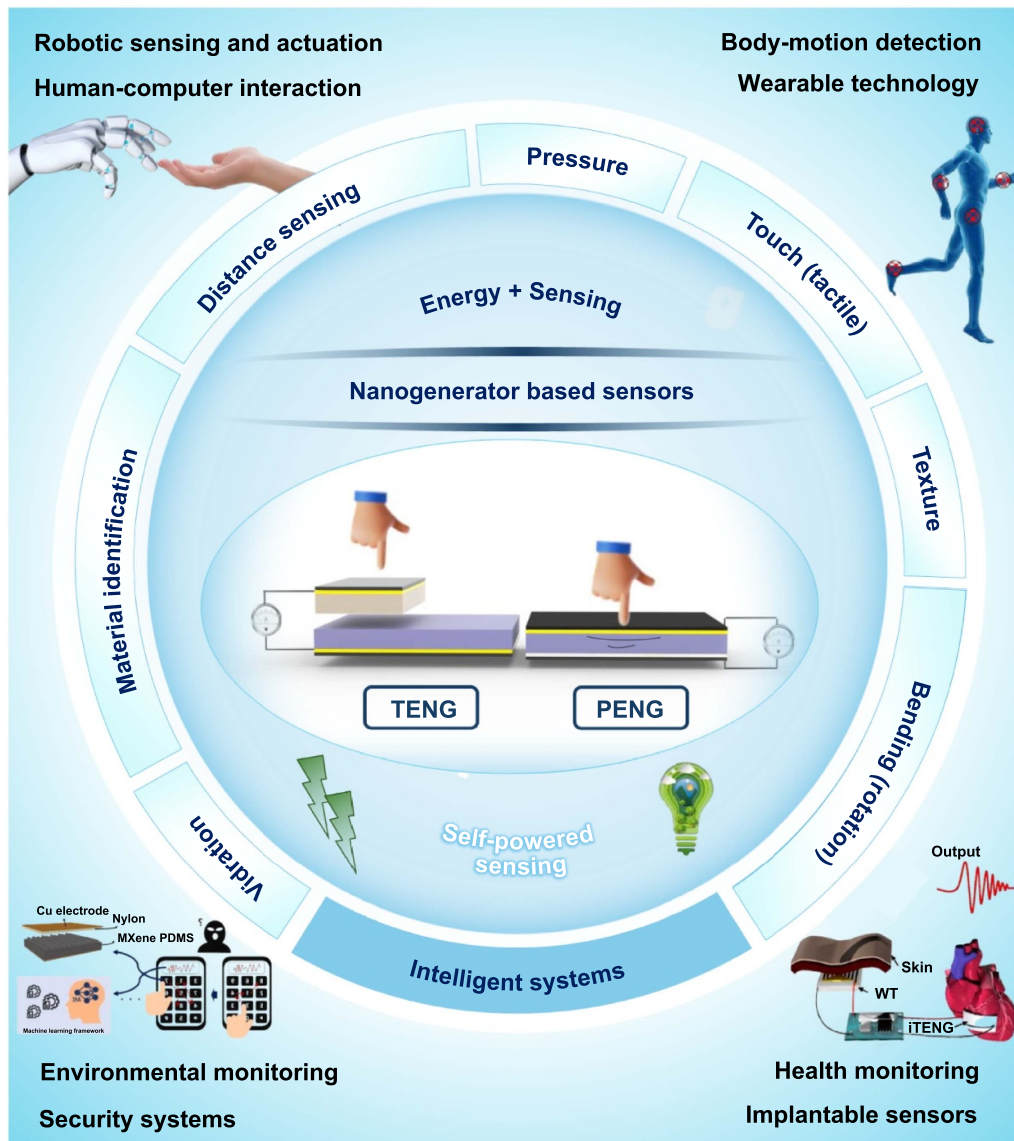 Robotic sensing and actuation
Human-computer interaction
Body-motion detection
Wearable technology
Distance sensing
Pressure
Touch (tactile)
Texture
Bending (rotation)
Intelligent systems
Vidration
Material identification
Energy + Sensing
Nanogenerator based sensors
TENG
PENG
Self-powered
sensing
Cu electrode
Nylon
MXene PDMS
Machine learning framework
Environmental monitoring
Security systems
Output
Skin
WT
iTENG
Health monitoring
Implantable sensors